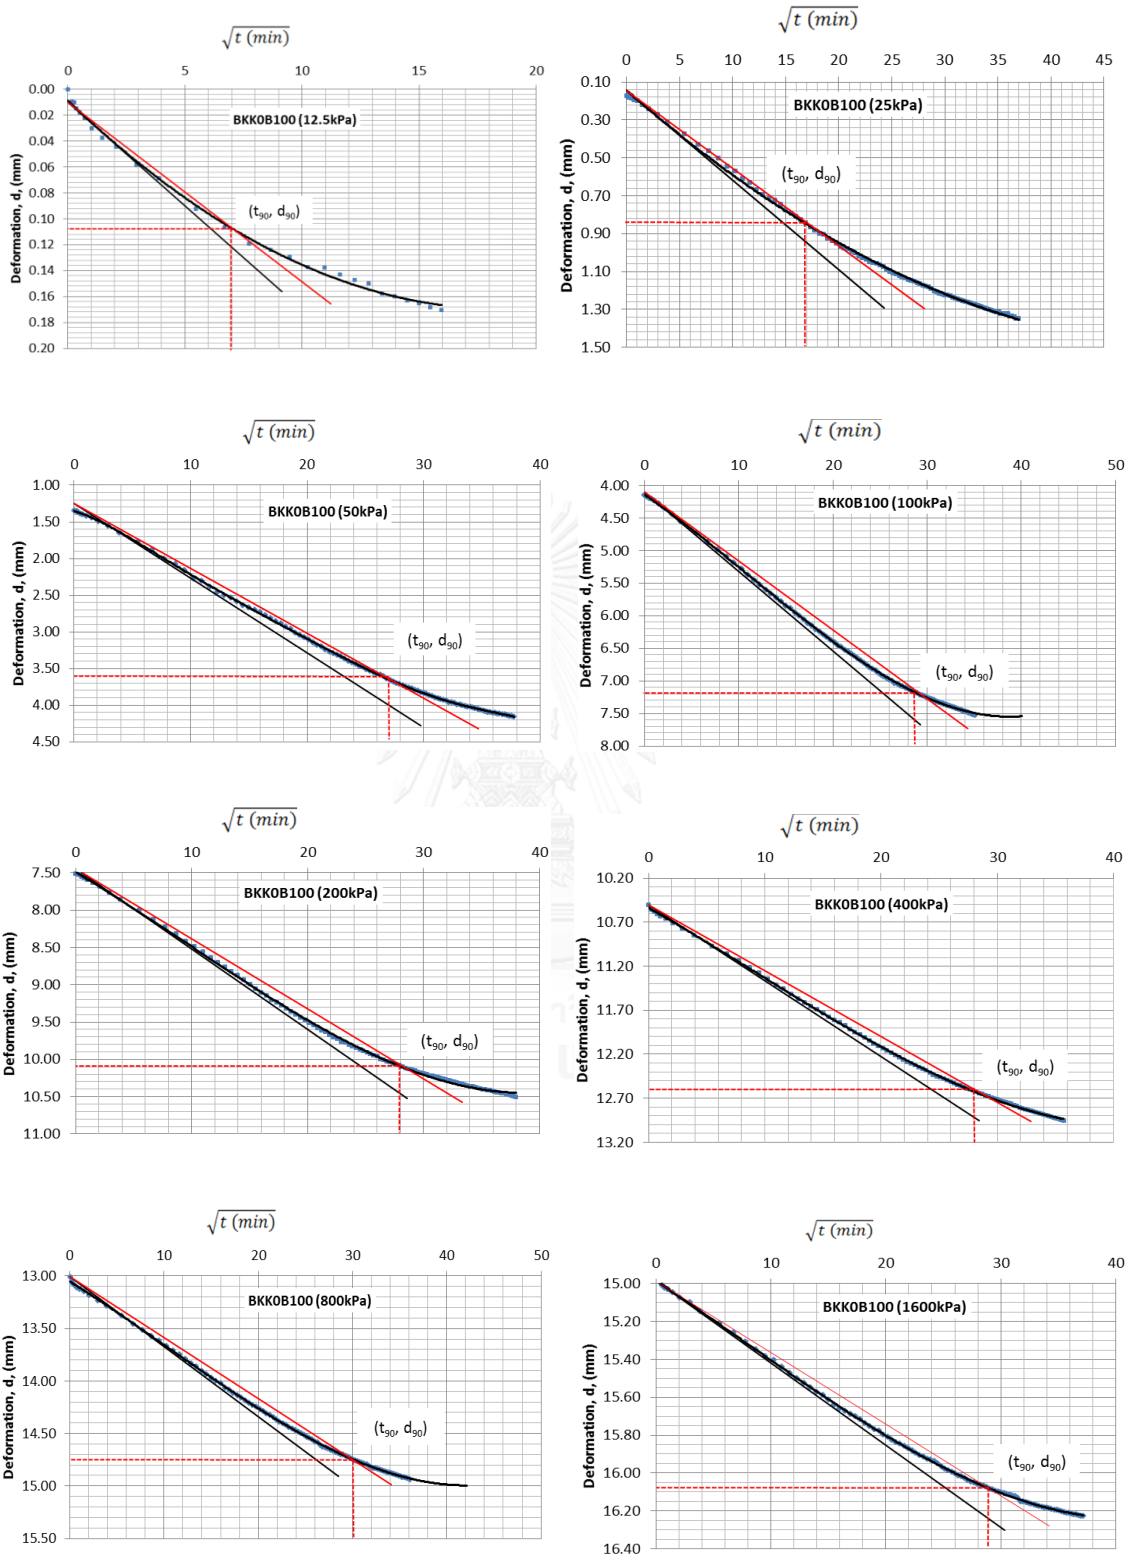 √t (min)
0 5 10 15 20
0.00
0.02
0.04
0.06
0.08
0.10
0.12
0.14
0.16
0.18
0.20
Deformation, d, (mm)
BKK0B100 (12.5kPa)
(t₉₀, d₉₀)
√t (min)
0 5 10 15 20 25 30 35 40 45
0.10
0.30
0.50
0.70
0.90
1.10
1.30
1.50
Deformation, d, (mm)
BKK0B100 (25kPa)
(t₉₀, d₉₀)
√t (min)
0 10 20 30 40
1.00
1.50
2.00
2.50
3.00
3.50
4.00
4.50
Deformation, d, (mm)
BKK0B100 (50kPa)
(t₉₀, d₉₀)
√t (min)
0 10 20 30 40 50
4.00
4.50
5.00
5.50
6.00
6.50
7.00
7.50
8.00
Deformation, d, (mm)
BKK0B100 (100kPa)
(t₉₀, d₉₀)
√t (min)
0 10 20 30 40
7.50
8.00
8.50
9.00
9.50
10.00
10.50
11.00
Deformation, d, (mm)
BKK0B100 (200kPa)
(t₉₀, d₉₀)
√t (min)
0 10 20 30 40
10.20
10.70
11.20
11.70
12.20
12.70
13.20
Deformation, d, (mm)
BKK0B100 (400kPa)
(t₉₀, d₉₀)
√t (min)
0 10 20 30 40 50
13.00
13.50
14.00
14.50
15.00
15.50
Deformation, d, (mm)
BKK0B100 (800kPa)
(t₉₀, d₉₀)
√t (min)
0 10 20 30 40
15.00
15.20
15.40
15.60
15.80
16.00
16.20
16.40
Deformation, d, (mm)
BKK0B100 (1600kPa)
(t₉₀, d₉₀)